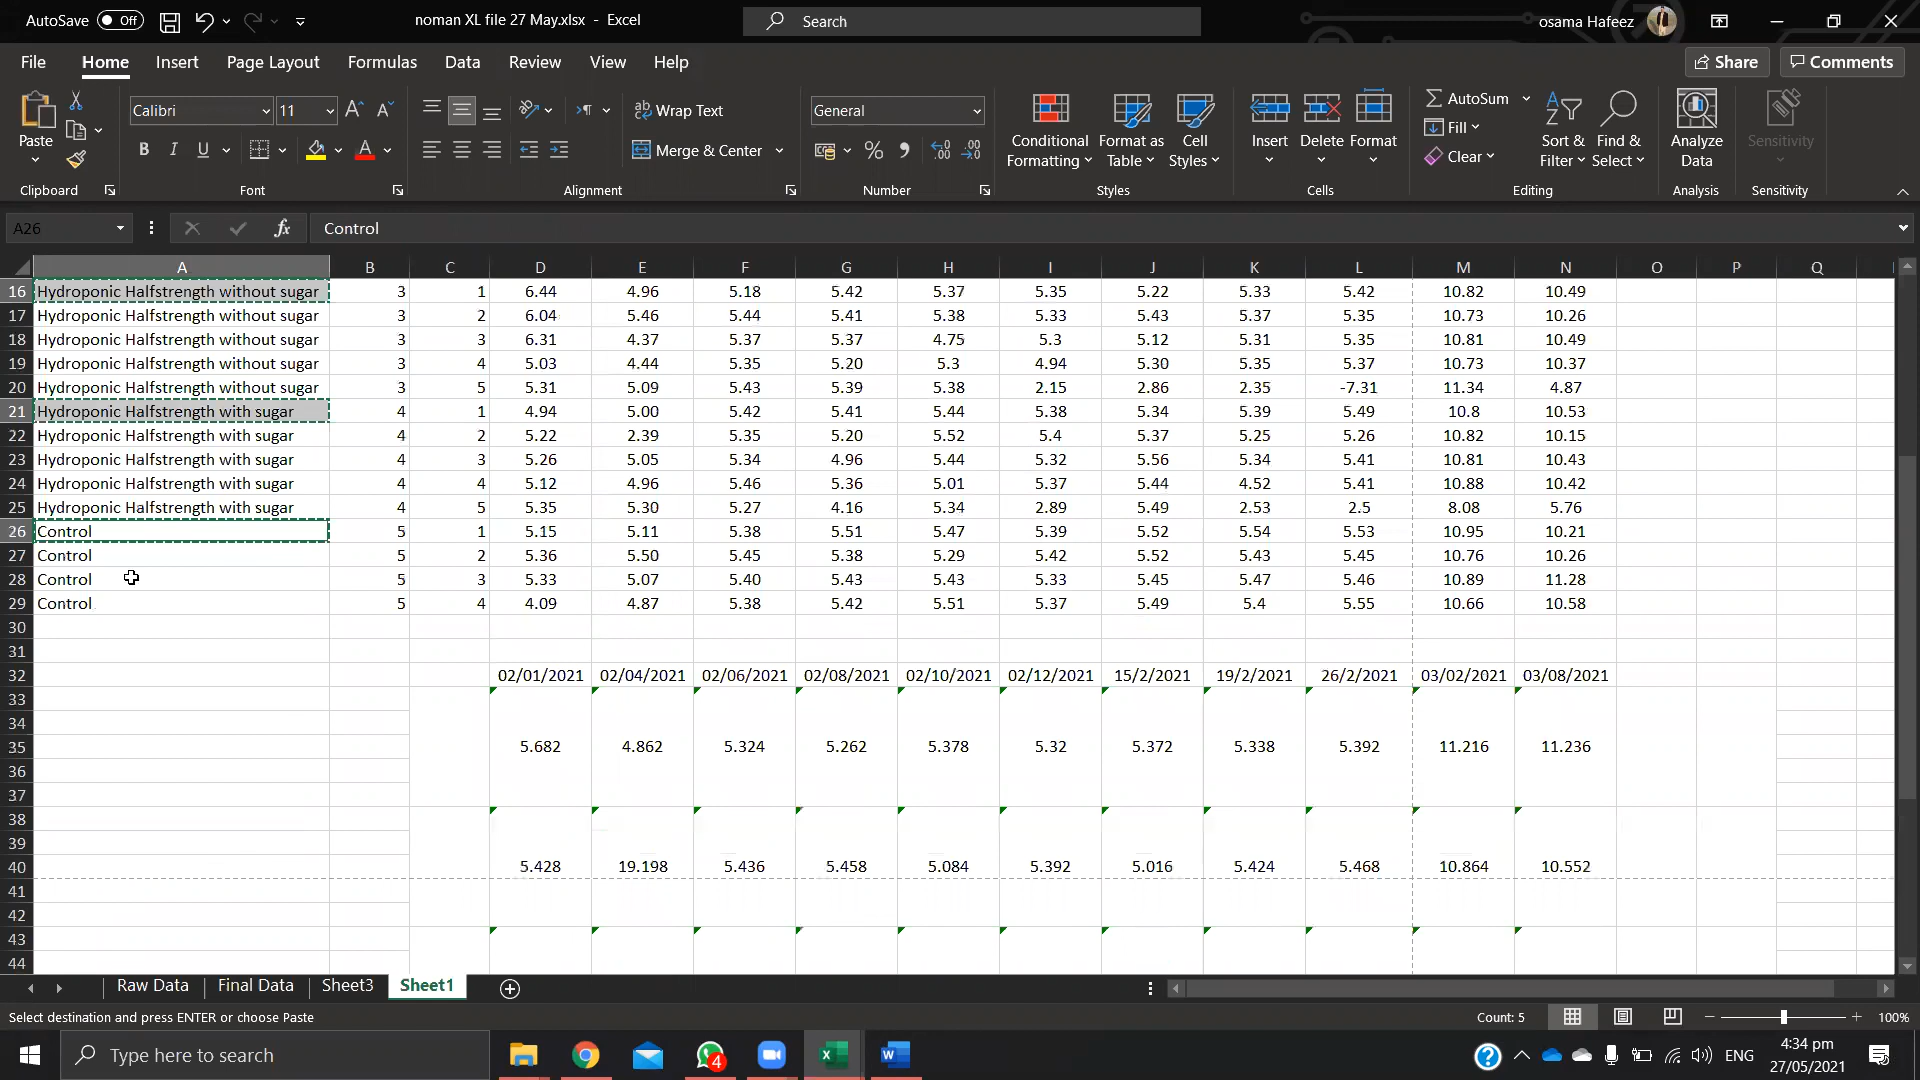 AutoSave Off noman XL file 27 May.xlsx - Excel Search osama Hafeez
File Home Insert Page Layout Formulas Data Review View Help Share Comments
Paste Calibri 11 Wrap Text General Conditional Formatting Format as Table Cell Styles Insert Delete Format AutoSum Sort & Filter Find & Select Analyze Data Sensitivity
B I U A Merge & Center % Fill Clear
Clipboard Font Alignment Number Styles Cells Editing Analysis Sensitivity
A26 fx Control
A B C D E F G H I J K L M N O P Q
16 Hydroponic Halfstrength without sugar 3 1 6.44 4.96 5.18 5.42 5.37 5.35 5.22 5.33 5.42 10.82 10.49
17 Hydroponic Halfstrength without sugar 3 2 6.04 5.46 5.44 5.41 5.38 5.33 5.43 5.37 5.35 10.73 10.26
18 Hydroponic Halfstrength without sugar 3 3 6.31 4.37 5.37 5.37 4.75 5.3 5.12 5.31 5.35 10.81 10.49
19 Hydroponic Halfstrength without sugar 3 4 5.03 4.44 5.35 5.20 5.3 4.94 5.30 5.35 5.37 10.73 10.37
20 Hydroponic Halfstrength without sugar 3 5 5.31 5.09 5.43 5.39 5.38 2.15 2.86 2.35 -7.31 11.34 4.87
21 Hydroponic Halfstrength with sugar 4 1 4.94 5.00 5.42 5.41 5.44 5.38 5.34 5.39 5.49 10.8 10.53
22 Hydroponic Halfstrength with sugar 4 2 5.22 2.39 5.35 5.20 5.52 5.4 5.37 5.25 5.26 10.82 10.15
23 Hydroponic Halfstrength with sugar 4 3 5.26 5.05 5.34 4.96 5.44 5.32 5.56 5.34 5.41 10.81 10.43
24 Hydroponic Halfstrength with sugar 4 4 5.12 4.96 5.46 5.36 5.01 5.37 5.44 4.52 5.41 10.88 10.42
25 Hydroponic Halfstrength with sugar 4 5 5.35 5.30 5.27 4.16 5.34 2.89 5.49 2.53 2.5 8.08 5.76
26 Control 5 1 5.15 5.11 5.38 5.51 5.47 5.39 5.52 5.54 5.53 10.95 10.21
27 Control 5 2 5.36 5.50 5.45 5.38 5.29 5.42 5.52 5.43 5.45 10.76 10.26
28 Control 5 3 5.33 5.07 5.40 5.43 5.43 5.33 5.45 5.47 5.46 10.89 11.28
29 Control 5 4 4.09 4.87 5.38 5.42 5.51 5.37 5.49 5.4 5.55 10.66 10.58
30
31
32 02/01/2021 02/04/2021 02/06/2021 02/08/2021 02/10/2021 02/12/2021 15/2/2021 19/2/2021 26/2/2021 03/02/2021 03/08/2021
33
34
35 5.682 4.862 5.324 5.262 5.378 5.32 5.372 5.338 5.392 11.216 11.236
36
37
38
39
40 5.428 19.198 5.436 5.458 5.084 5.392 5.016 5.424 5.468 10.864 10.552
41
42
43
44
Raw Data Final Data Sheet3 Sheet1
Select destination and press ENTER or choose Paste Count: 5 100%
Type here to search 4 ENG 4:34 pm
27/05/2021